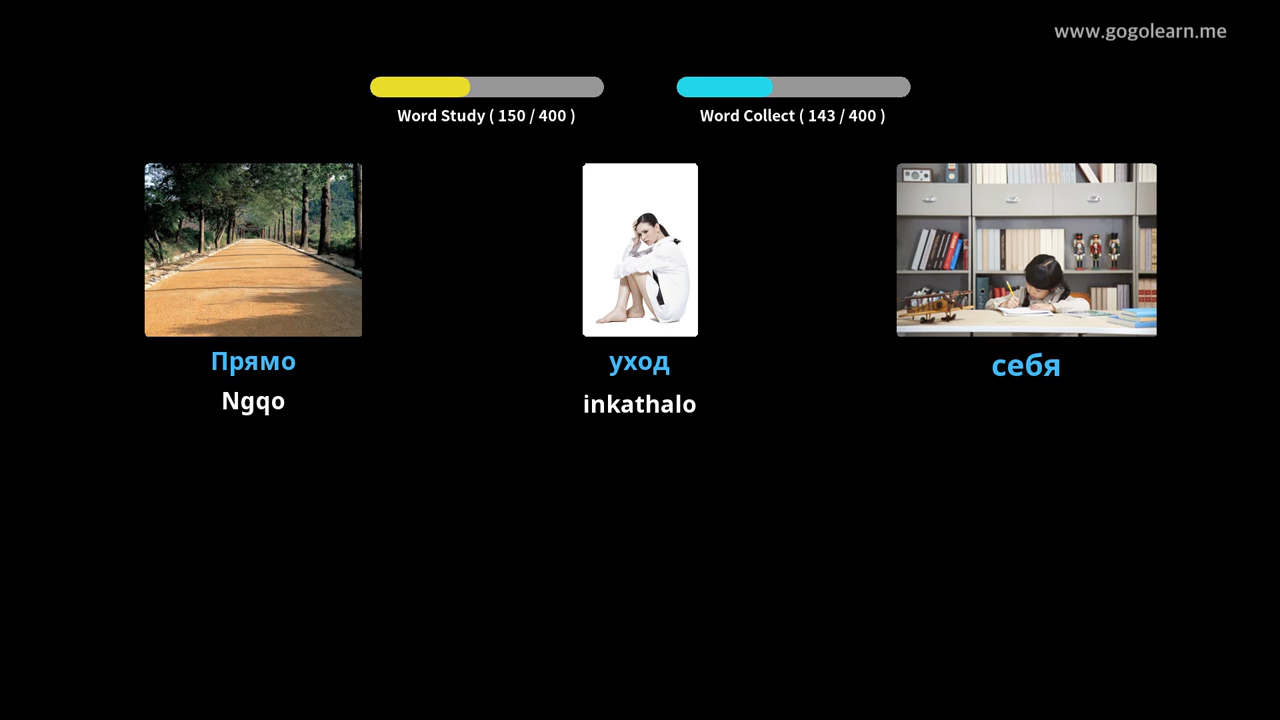 www.gogolearn.me
Word Study ( 150 / 400 )
Word Collect ( 143 / 400 )
Прямо
Ngqo
уход
inkathalo
себя